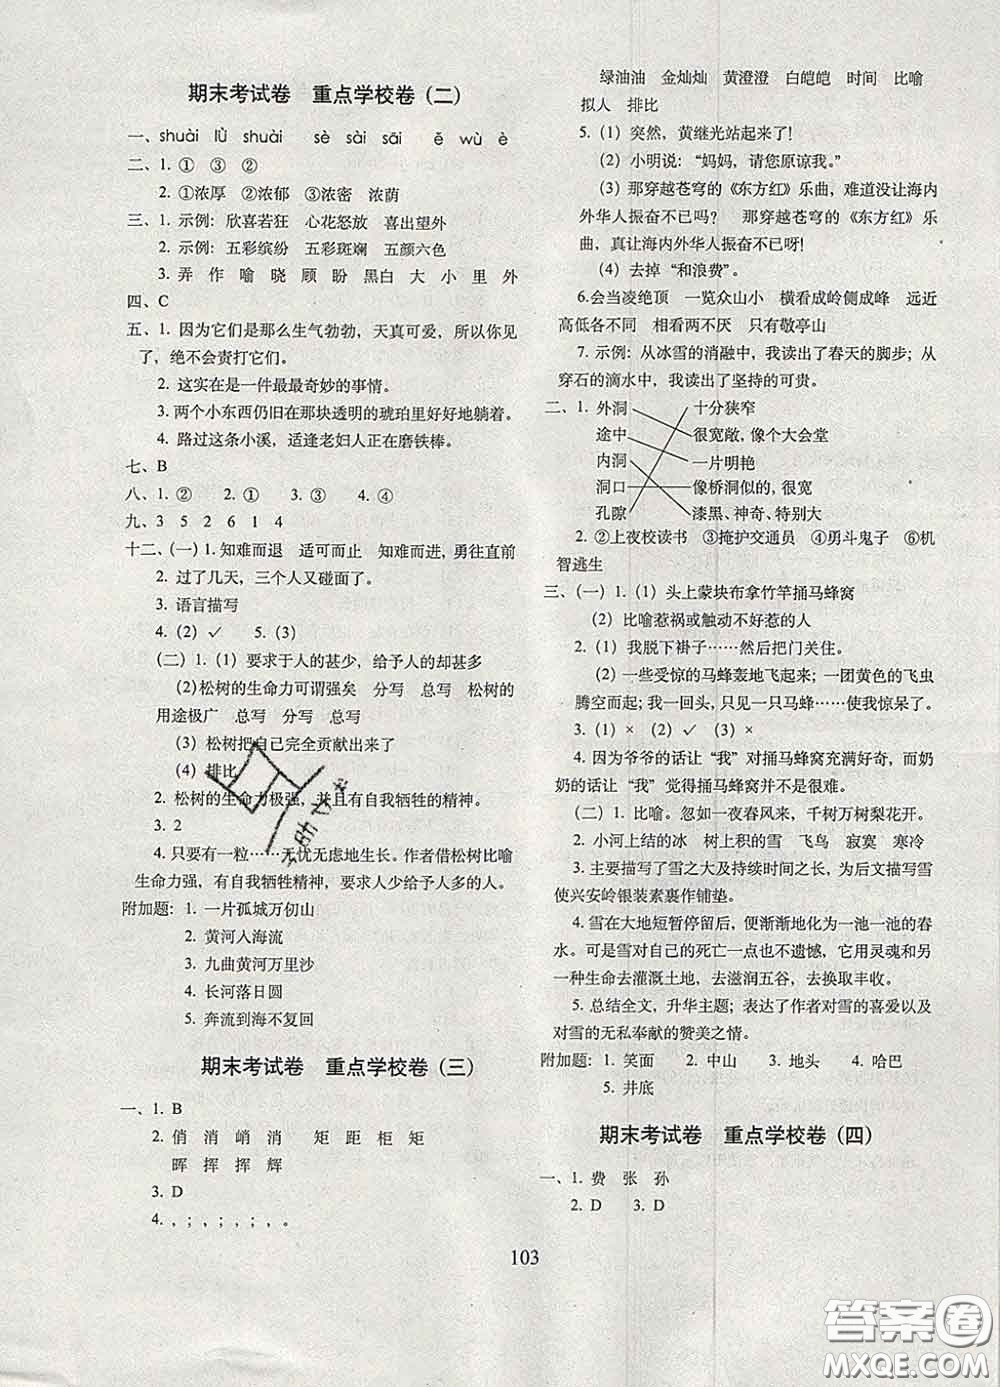 期末考试卷 重点学校卷(二)
一、shuài lǜ shuài sè sài sāi ě wù è
二、1. ① ③ ②
2. ①浓厚 ②浓郁 ③浓密 浓荫
三、1. 示例：欣喜若狂 心花怒放 喜出望外
2. 示例：五彩缤纷 五彩斑斓 五颜六色
3. 弄 作 喻 晓 顾 盼 黑白 大 小 里 外
四、C
五、1. 因为它们是那么生气勃勃，天真可爱，所以你见
了，绝不会责打它们。
2. 这实在是一件最最奇妙的事情。
3. 两个小东西仍旧在那块透明的琥珀里好好地躺着。
4. 路过这条小溪，适逢老妇人正在磨铁棒。
七、B
八、1. ② 2. ① 3. ③ 4. ④
九、3 5 2 6 1 4
十二、(一)1. 知难而退 适可而止 知难而进，勇往直前
2. 过了几天，三个人又碰面了。
3. 语言描写
4. (2) ✓ 5. (3)
(二)1. (1) 要求于人的甚少，给予人的却甚多
(2)松树的生命力可谓强矣 分写 总写 松树的
用途极广 总写 分写 总写
(3) 松树把自己完全贡献出来了
(4) 排比
2. 松树的生命力极强，并且有自我牺牲的精神。
3. 2
4. 只要有一粒……无忧无虑地生长。作者借松树比喻
生命力强，有自我牺牲精神，要求人少给予人多的人。
附加题：1. 一片孤城万仞山
2. 黄河入海流
3. 九曲黄河万里沙
4. 长河落日圆
5. 奔流到海不复回
期末考试卷 重点学校卷(三)
一、1. B
2. 俏 消 峭 消 矩 距 柜 矩
晖 挥 挥 辉
3. D
4. ，；，；，；，。
绿油油 金灿灿 黄澄澄 白皑皑 时间 比喻
拟人 排比
5. (1) 突然，黄继光站起来了！
(2) 小明说：“妈妈，请您原谅我。”
(3) 那穿越苍穹的《东方红》乐曲，难道没让海内
外华人振奋不已吗？ 那穿越苍穹的《东方红》乐
曲，真让海内外华人振奋不已呀！
(4) 去掉“和浪费”。
6.会当凌绝顶 一览众山小 横看成岭侧成峰 远近
高低各不同 相看两不厌 只有敬亭山
7. 示例：从冰雪的消融中，我读出了春天的脚步；从
穿石的滴水中，我读出了坚持的可贵。
二、1. 外洞 十分狭窄
途中 很宽敞，像个大会堂
内洞 一片明艳
洞口 像桥洞似的，很宽
孔隙 漆黑、神奇、特别大
2. ②上夜校读书 ③掩护交通员 ④勇斗鬼子 ⑥机
智逃生
三、(一)1. (1) 头上蒙块布拿竹竿捅马蜂窝
(2) 比喻惹祸或触动不好惹的人
2. (1) 我脱下褂子……然后把门关住。
(2) 一些受惊的马蜂轰地飞起来；一团黄色的飞虫
腾空而起；我一回头，只见一只马蜂……我惊呆了。
3. (1) × (2) ✓ (3) ×
4. 因为爷爷的话让“我”对捅马蜂窝充满好奇，而奶
奶的话让“我”觉得捅马蜂窝并不是很难。
(二) 1. 比喻。忽如一夜春风来，千树万树梨花开。
2. 小河上结的冰 树上积的雪 飞鸟 寂寞 寒冷
3. 主要描写了雪之大及持续时间之长，为后文描写雪
使兴安岭银装素裹作铺垫。
4. 雪在大地短暂停留后，便渐渐地化为一池一池的春
水。可是雪对自己的死亡一点也不遗憾，它用灵魂和另
一种生命去灌溉土地、去滋润五谷、去换取丰收。
5. 总结全文，升华主题；表达了作者对雪的喜爱以及
对雪的无私奉献的赞美之情。
附加题：1. 笑面 2. 中山 3. 地头 4. 哈巴
5. 井底
期末考试卷 重点学校卷(四)
一、1. 费 张 孙
2. D 3. D
103
答案圈
MXQE.COM